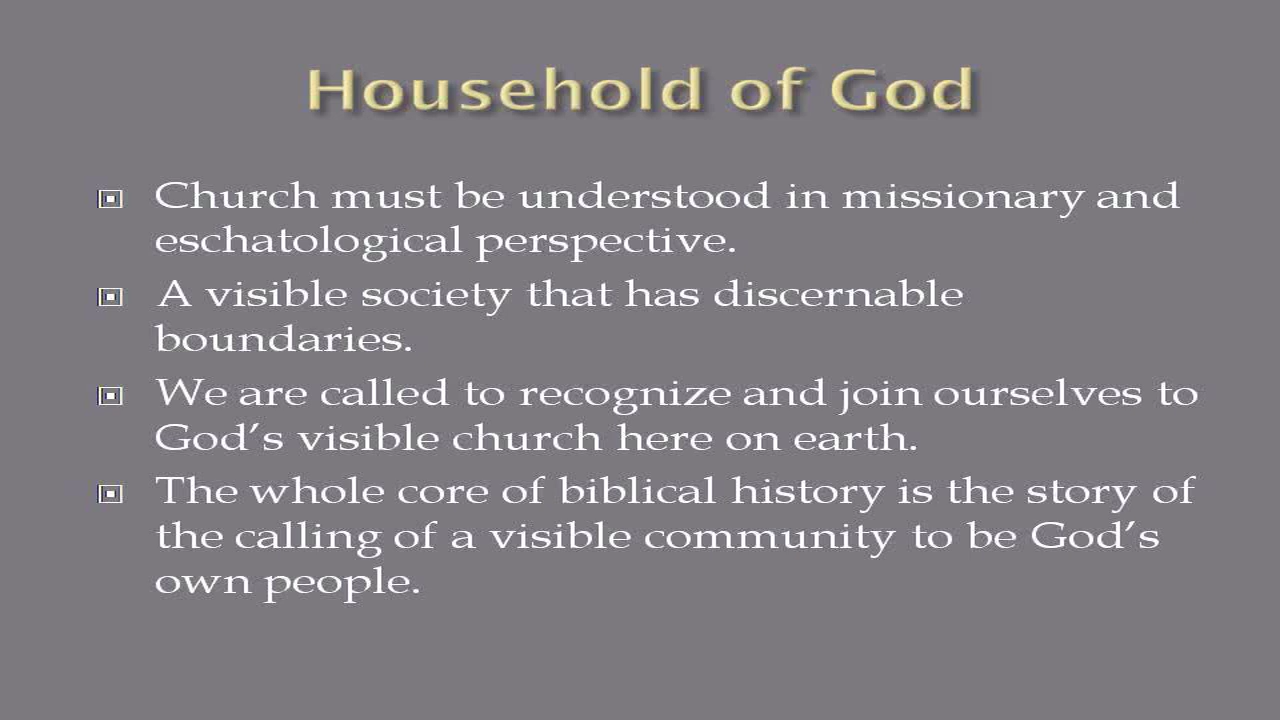 Household of God
Church must be understood in missionary and
eschatological perspective.
A visible society that has discernable
boundaries.
We are called to recognize and join ourselves to
God’s visible church here on earth.
The whole core of biblical history is the story of
the calling of a visible community to be God’s
own people.